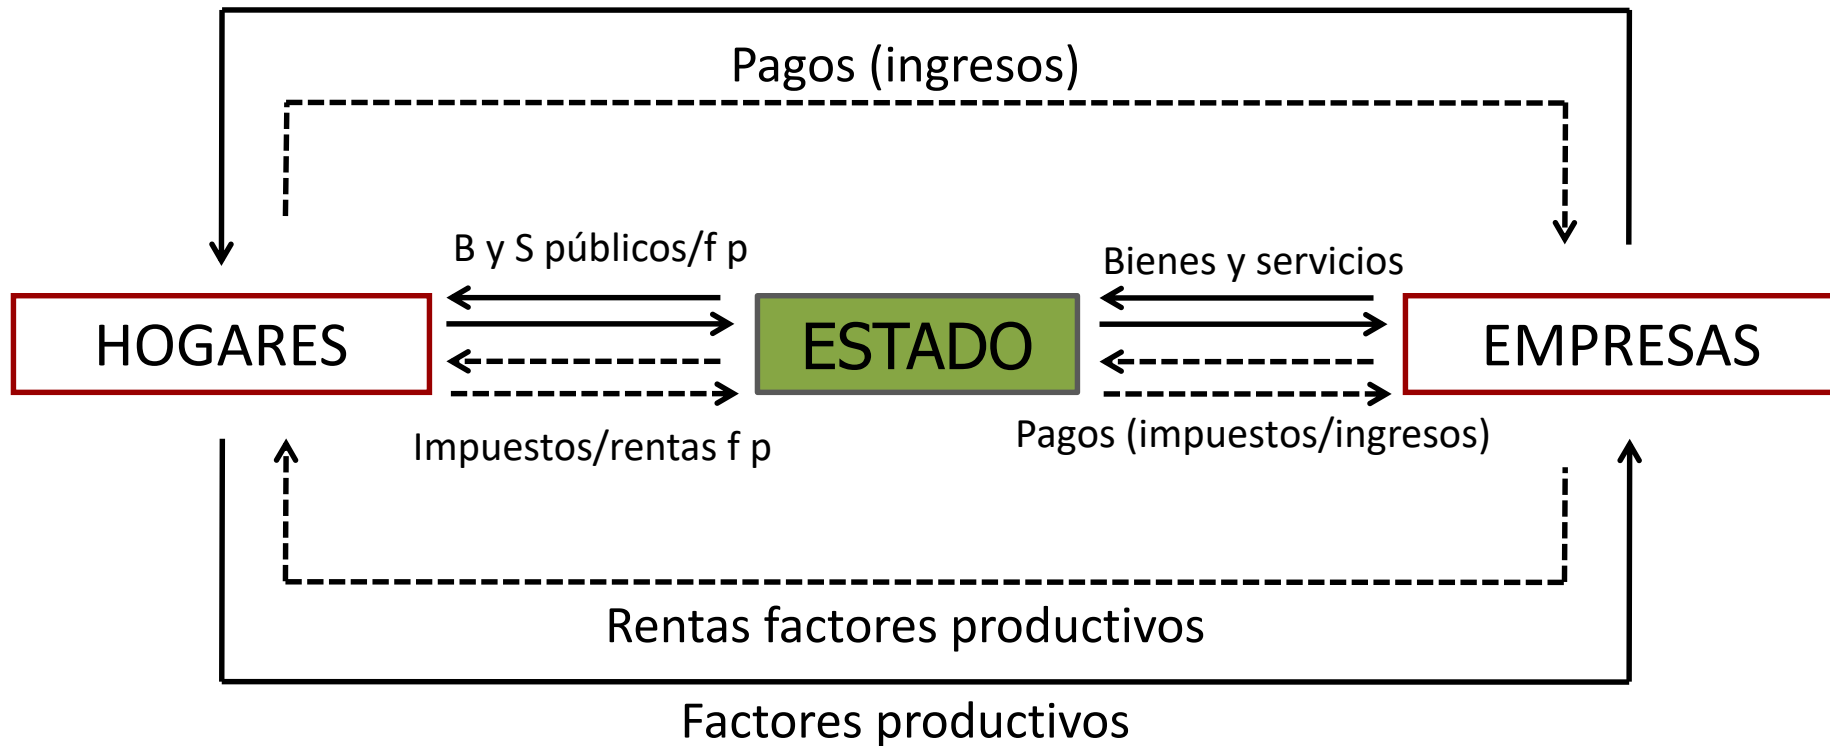 Pagos (ingresos)
B y S públicos/f p
Bienes y servicios
HOGARES
ESTADO
EMPRESAS
Impuestos/rentas f p
Pagos (impuestos/ingresos)
Rentas factores productivos
Factores productivos